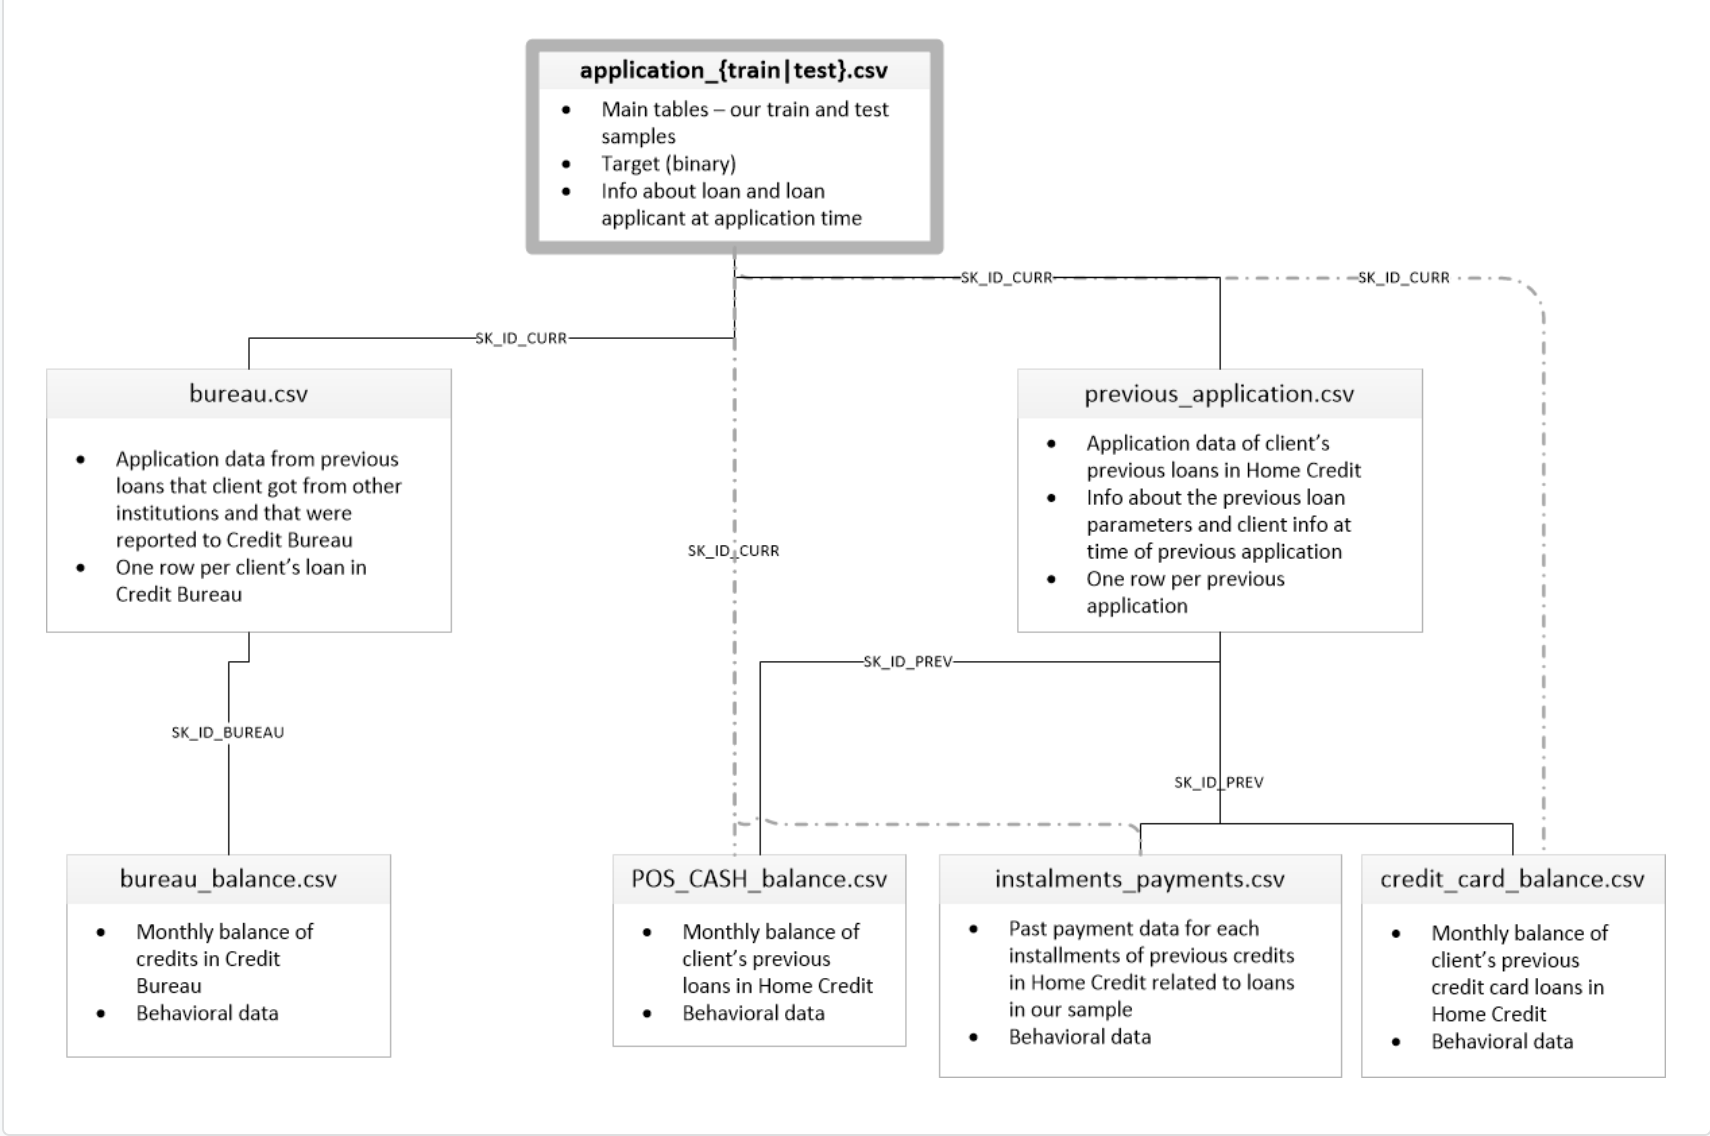 application_{train|test}.csv
• Main tables – our train and test
samples
• Target (binary)
• Info about loan and loan
applicant at application time
SK_ID_CURR
SK_ID_CURR
SK_ID_CURR
bureau.csv
• Application data from previous
loans that client got from other
institutions and that were
reported to Credit Bureau
• One row per client’s loan in
Credit Bureau
previous_application.csv
• Application data of client’s
previous loans in Home Credit
• Info about the previous loan
parameters and client info at
time of previous application
• One row per previous
application
SK_ID_CURR
SK_ID_PREV
SK_ID_BUREAU
SK_ID_PREV
bureau_balance.csv
• Monthly balance of
credits in Credit
Bureau
• Behavioral data
POS_CASH_balance.csv
• Monthly balance of
client’s previous
loans in Home Credit
• Behavioral data
instalments_payments.csv
• Past payment data for each
installments of previous credits
in Home Credit related to loans
in our sample
• Behavioral data
credit_card_balance.csv
• Monthly balance of
client’s previous
credit card loans in
Home Credit
• Behavioral data